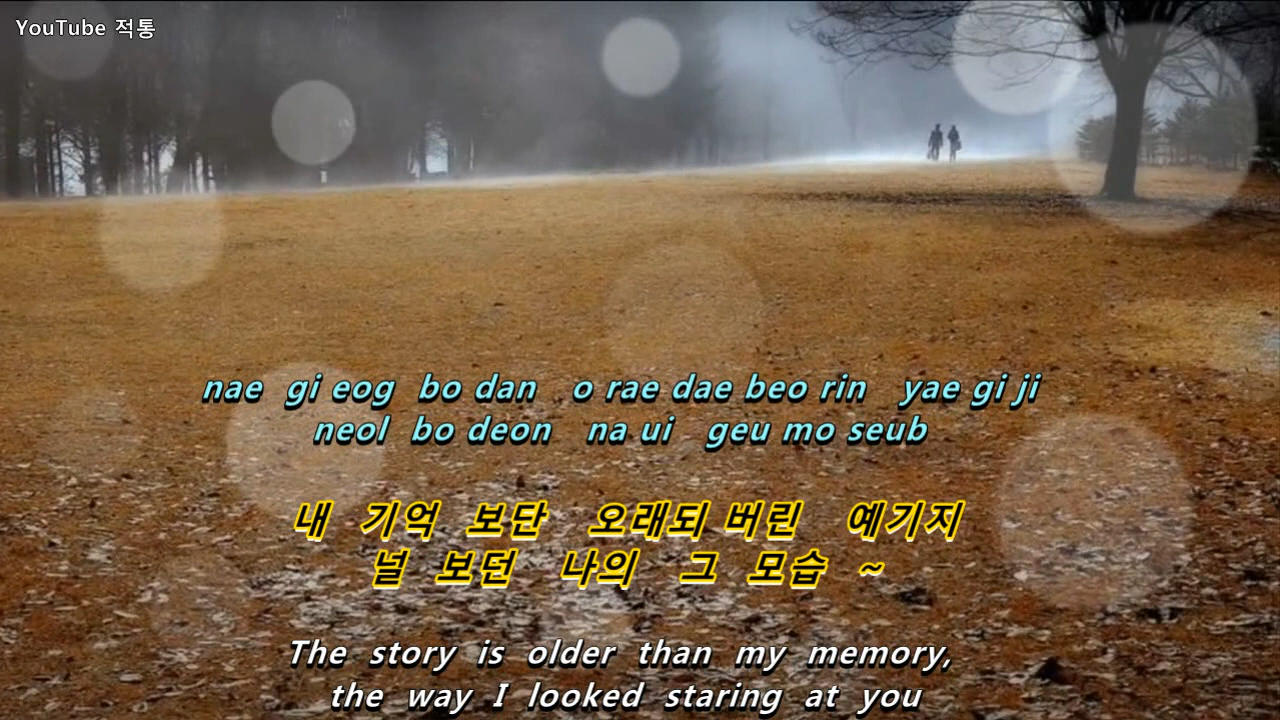 YouTube 적통
nae gi eog bo dan o rae dae beo rin yae gi ji
neol bo deon na ui geu mo seub
내 기억 보단 오래되 버린 예기지
널 보던 나의 그 모습 ~
The story is older than my memory,
the way I looked staring at you